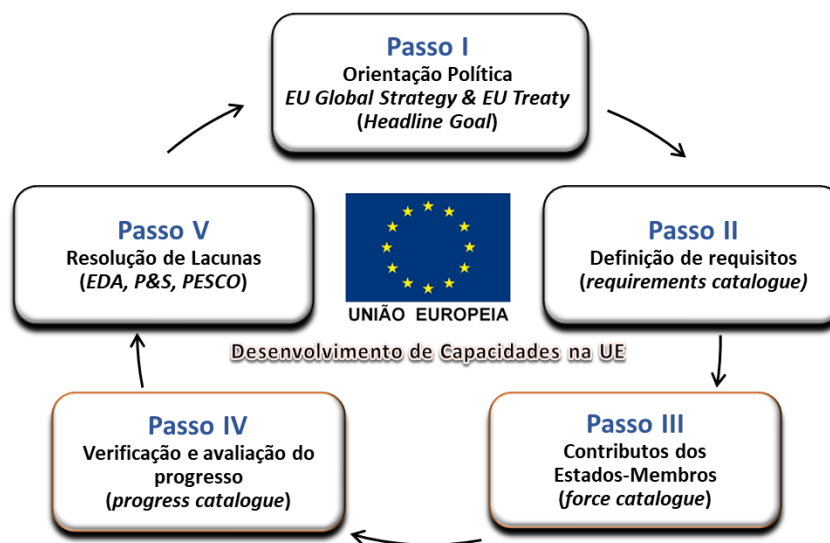 Passo I
Orientação Política
EU Global Strategy & EU Treaty
(Headline Goal)
Passo V
Resolução de Lacunas
(EDA, P&S, PESCO)
UNIÃO EUROPEIA
Passo II
Definição de requisitos
(requirements catalogue)
Desenvolvimento de Capacidades na UE
Passo IV
Verificação e avaliação do
progresso
(progress catalogue)
Passo III
Contributos dos
Estados-Membros
(force catalogue)